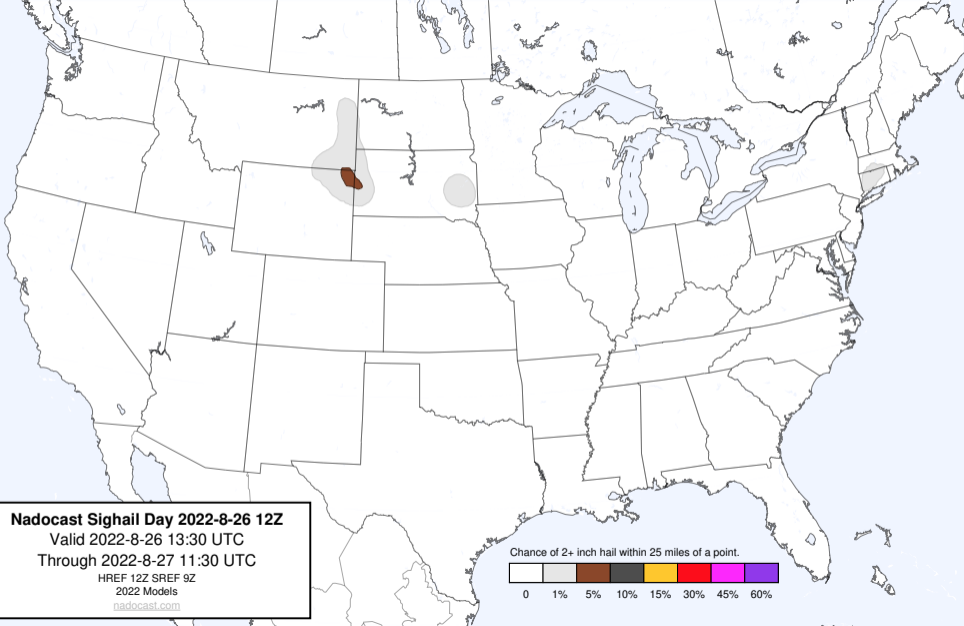 Nadocast Sighail Day 2022-8-26 12Z
Valid 2022-8-26 13:30 UTC
Through 2022-8-27 11:30 UTC
HREF 12Z SREF 9Z
2022 Models
nadocast.com
Chance of 2+ inch hail within 25 miles of a point.
0 1% 5% 10% 15% 30% 45% 60%